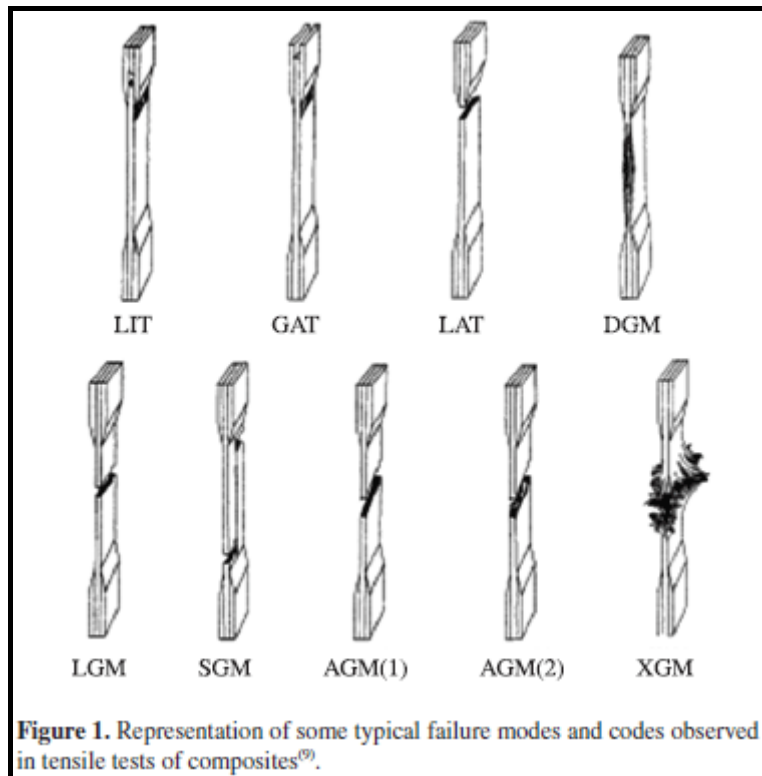 LIT GAT LAT DGM
LGM SGM AGM(1) AGM(2) XGM
Figure 1. Representation of some typical failure modes and codes observed
in tensile tests of composites⁽⁹⁾.